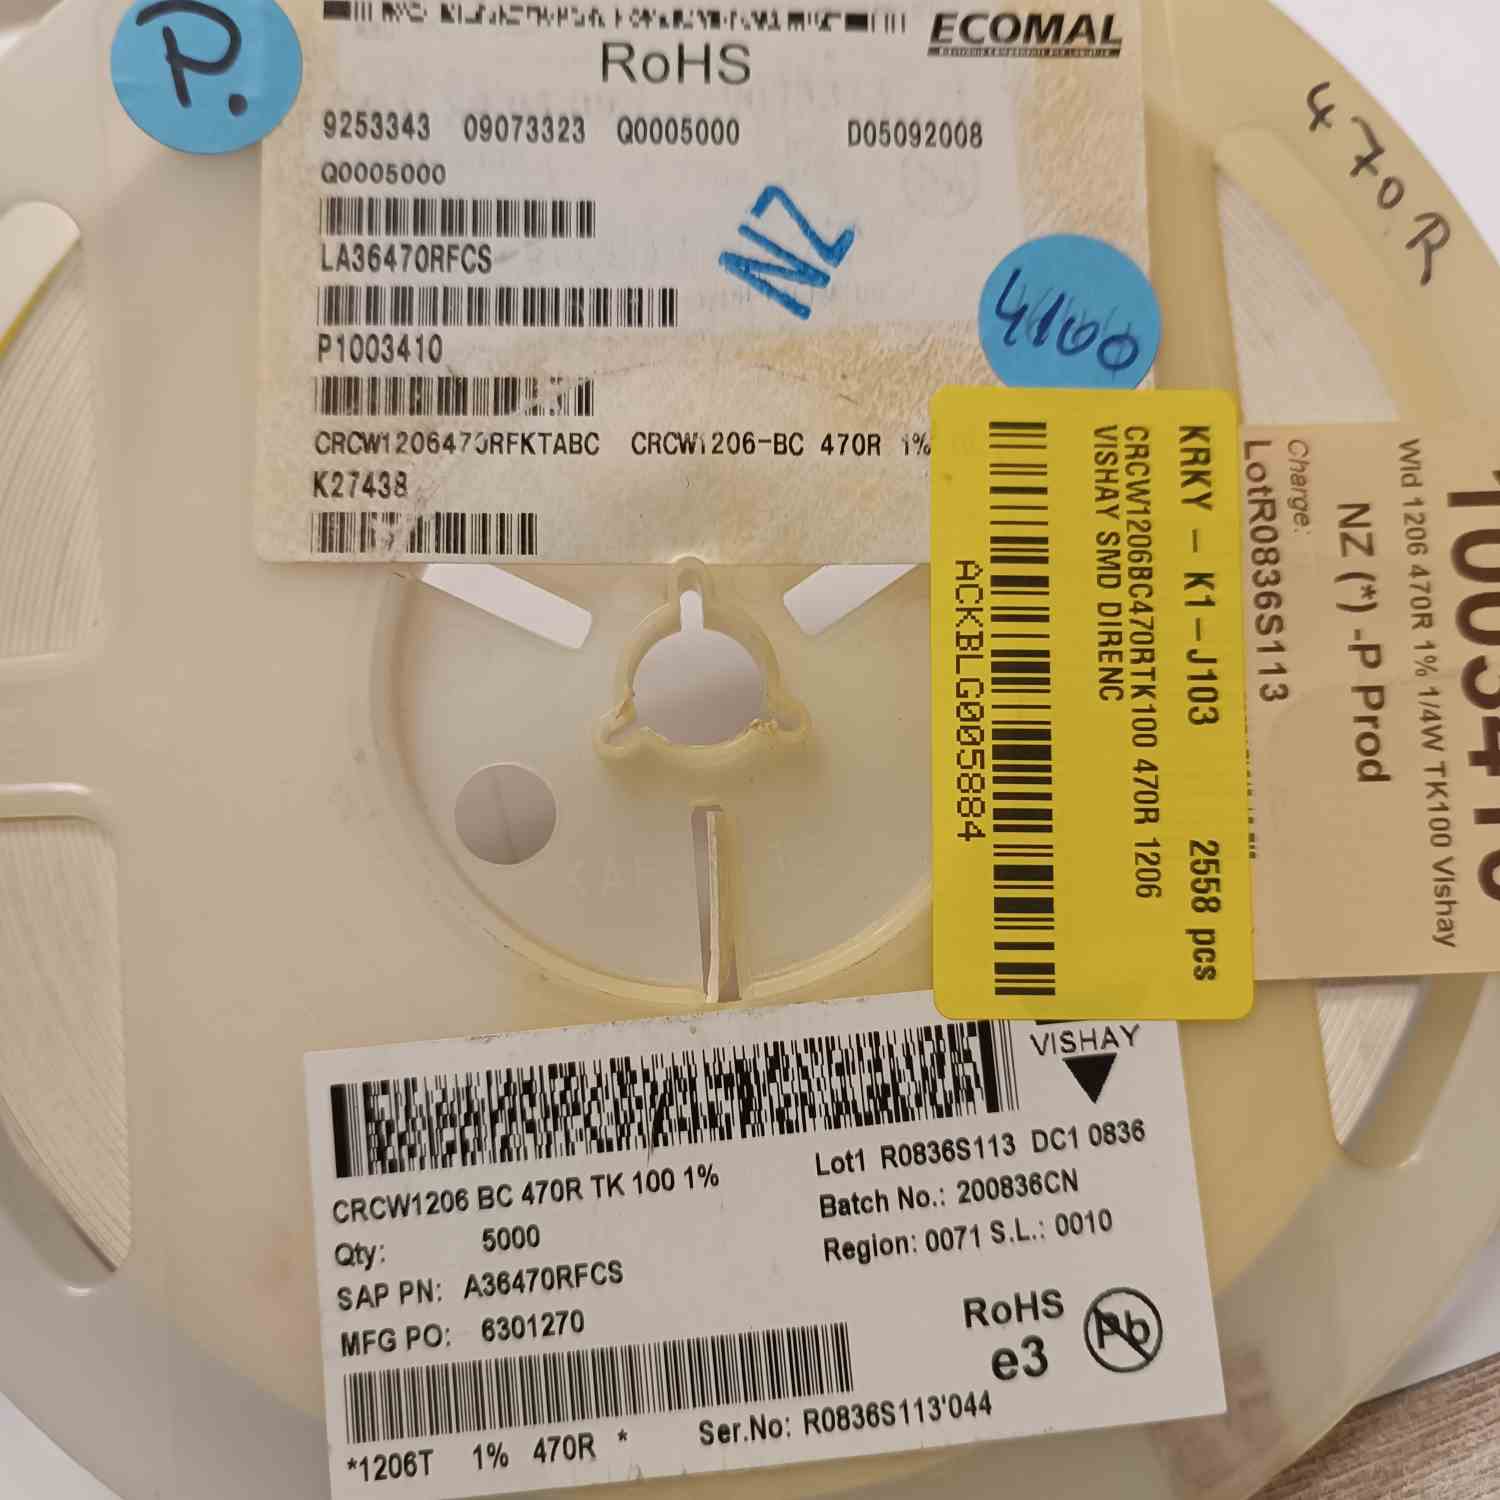 P.
ECOMAL
RoHS
9253343 09073323 Q0005000 D05092008
Q0005000
LA36470RFCS
P1003410
CRCW1206470RFKTABC CRCW1206-BC 470R 1%
K27438
NZ
4100
470R
KRKY - K1-J103 2558 pcs
CRCW1206BC470RTK100 470R 1206
VISHAY SMD DIRENC
ACKBLG005884
1003410
Wid 1206 470R 1% 1/4W TK100 Vishay
NZ (*) -P Prod
Charge:
LotR0836S113
VISHAY
CRCW1206 BC 470R TK 100 1%
Qty: 5000
SAP PN: A36470RFCS
MFG PO: 6301270
Lot1 R0836S113 DC1 0836
Batch No.: 200836CN
Region: 0071 S.L.: 0010
RoHS
e3
Pb
*1206T 1% 470R *
Ser.No: R0836S113'044